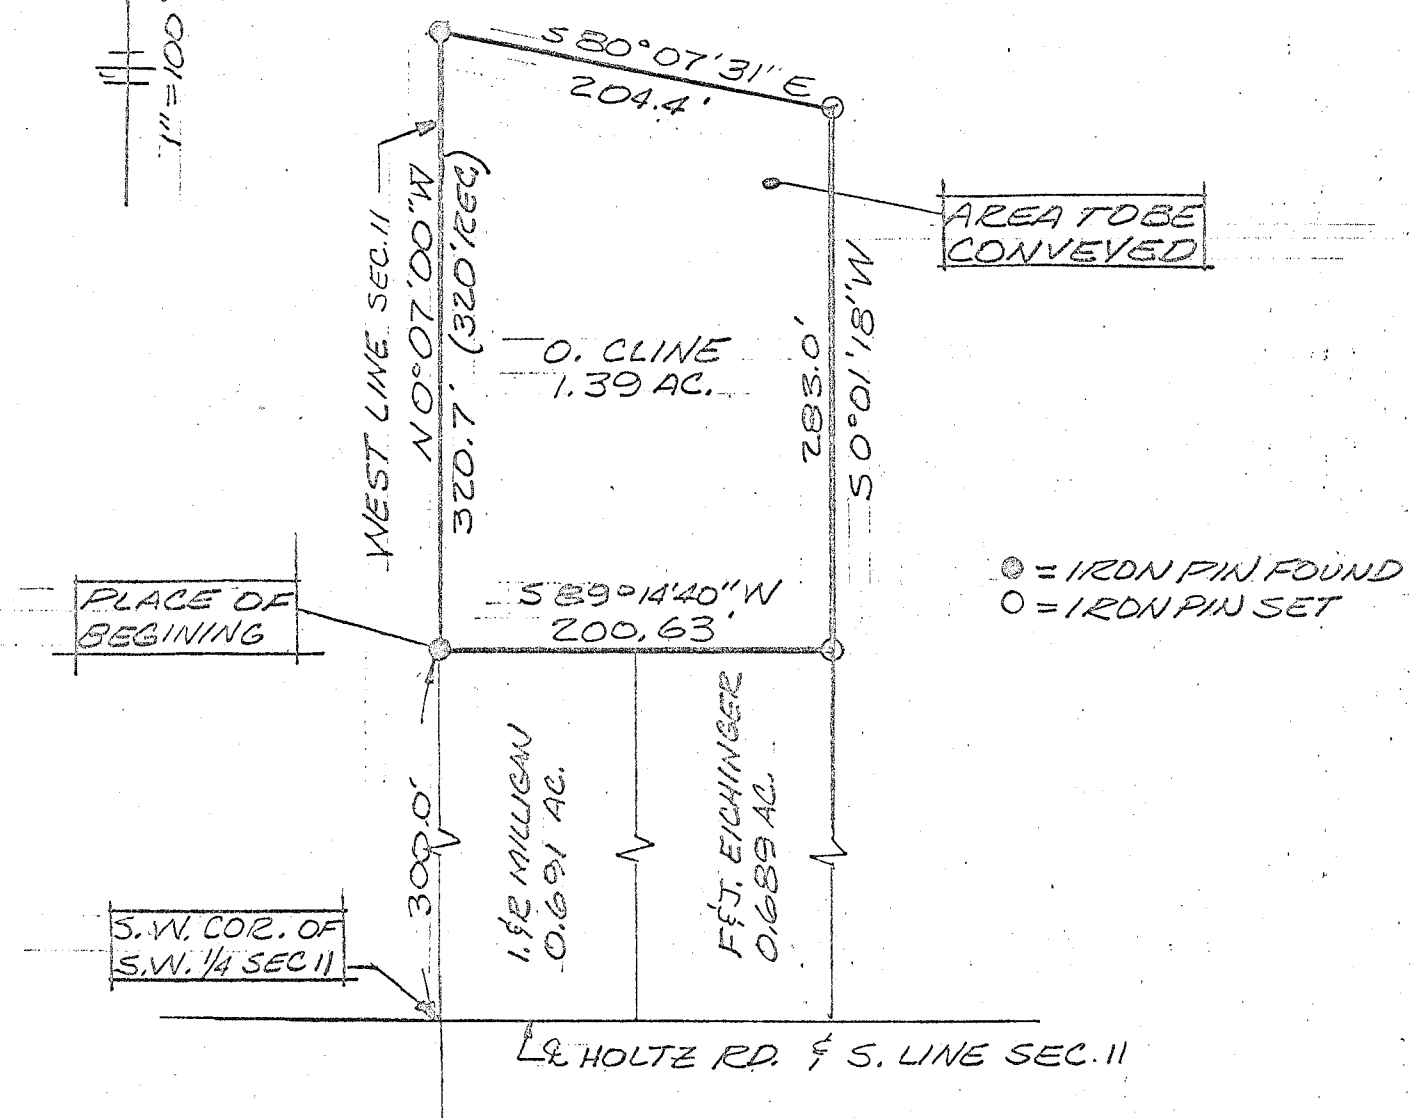 1"=100'
S 80°07'31" E
204.4'
WEST LINE SEC.11
N 0°07'00" W
320.7' (320' REC)
AREA TO BE
CONVEYED
O. CLINE
1.39 AC.
283.0'
S 0°01'18" W
PLACE OF
BEGINING
S 89°14'40" W
200.63'
= IRON PIN FOUND
= IRON PIN SET
300.0'
I. & R MILLIGAN
0.691 AC.
F & J. EICHINGER
0.689 AC.
S. W. COR. OF
S.W. 1/4 SEC 11
℄ HOLTZ RD. & S. LINE SEC. 11